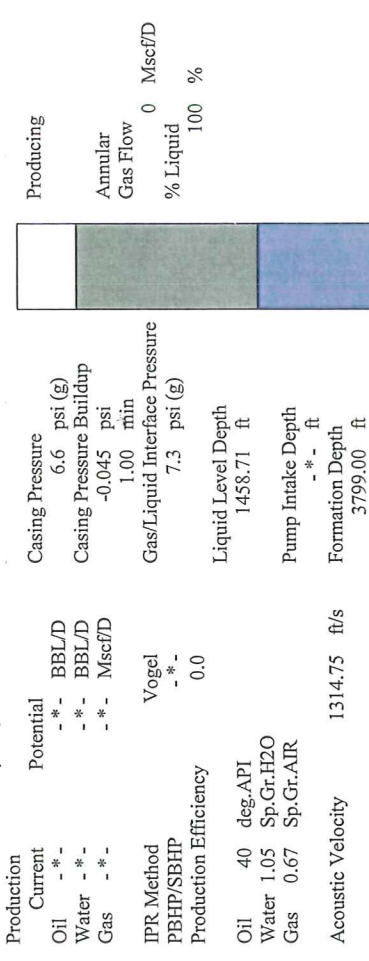 Production
Current Potential
Oil - * - - * - BBL/D
Water - * - - * - BBL/D
Gas - * - - * - Mscf/D
IPR Method Vogel
PBHP/SBHP - * -
Production Efficiency 0.0
Oil 40 deg.API
Water 1.05 Sp.Gr.H2O
Gas 0.67 Sp.Gr.AIR
Acoustic Velocity 1314.75 ft/s
Casing Pressure
6.6 psi (g)
Casing Pressure Buildup
-0.045 psi
1.00 min
Gas/Liquid Interface Pressure
7.3 psi (g)
Liquid Level Depth
1458.71 ft
Pump Intake Depth
- * - ft
Formation Depth
3799.00 ft
Producing
Annular
Gas Flow
0 Mscf/D
% Liquid
100 %